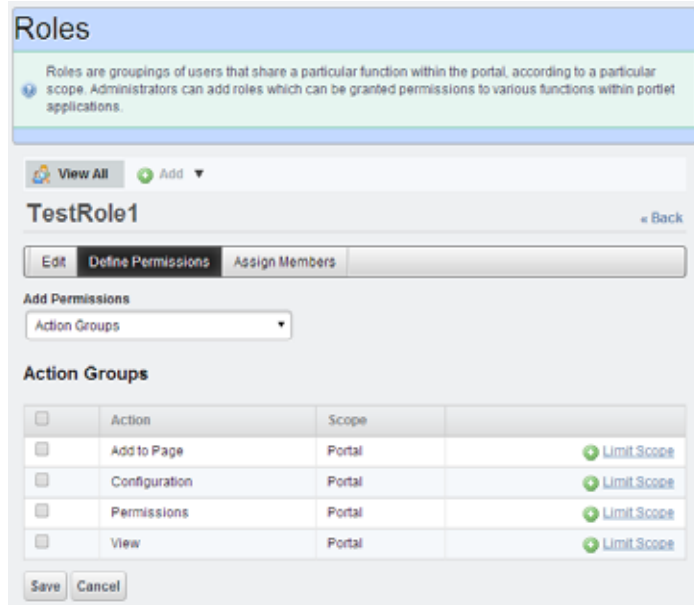 Roles
Roles are groupings of users that share a particular function within the portal, according to a particular
scope. Administrators can add roles which can be granted permissions to various functions within portlet
applications.
View All Add
TestRole1 « Back
Edit Define Permissions Assign Members
Add Permissions
Action Groups
Action Groups
Action Scope
Add to Page Portal Limit Scope
Configuration Portal Limit Scope
Permissions Portal Limit Scope
View Portal Limit Scope
Save Cancel